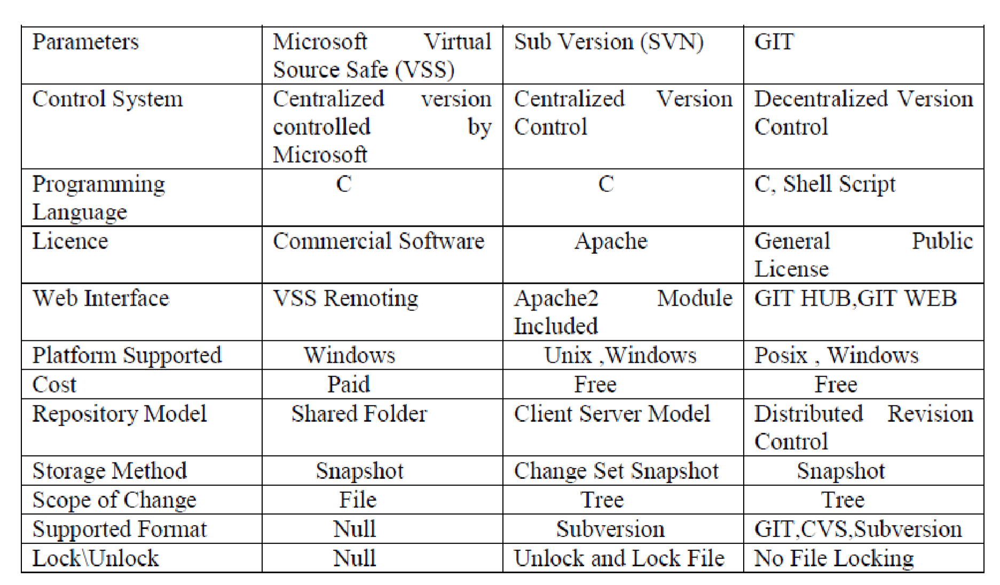 Parameters
Microsoft Virtual
Source Safe (VSS)
Sub Version (SVN)
GIT
Control System
Centralized version
controlled by
Microsoft
Centralized Version
Control
Decentralized Version
Control
Programming
Language
C
C
C, Shell Script
Licence
Commercial Software
Apache
General Public
License
Web Interface
VSS Remoting
Apache2 Module
Included
GIT HUB,GIT WEB
Platform Supported
Windows
Unix ,Windows
Posix , Windows
Cost
Paid
Free
Free
Repository Model
Shared Folder
Client Server Model
Distributed Revision
Control
Storage Method
Snapshot
Change Set Snapshot
Snapshot
Scope of Change
File
Tree
Tree
Supported Format
Null
Subversion
GIT,CVS,Subversion
Lock\Unlock
Null
Unlock and Lock File
No File Locking